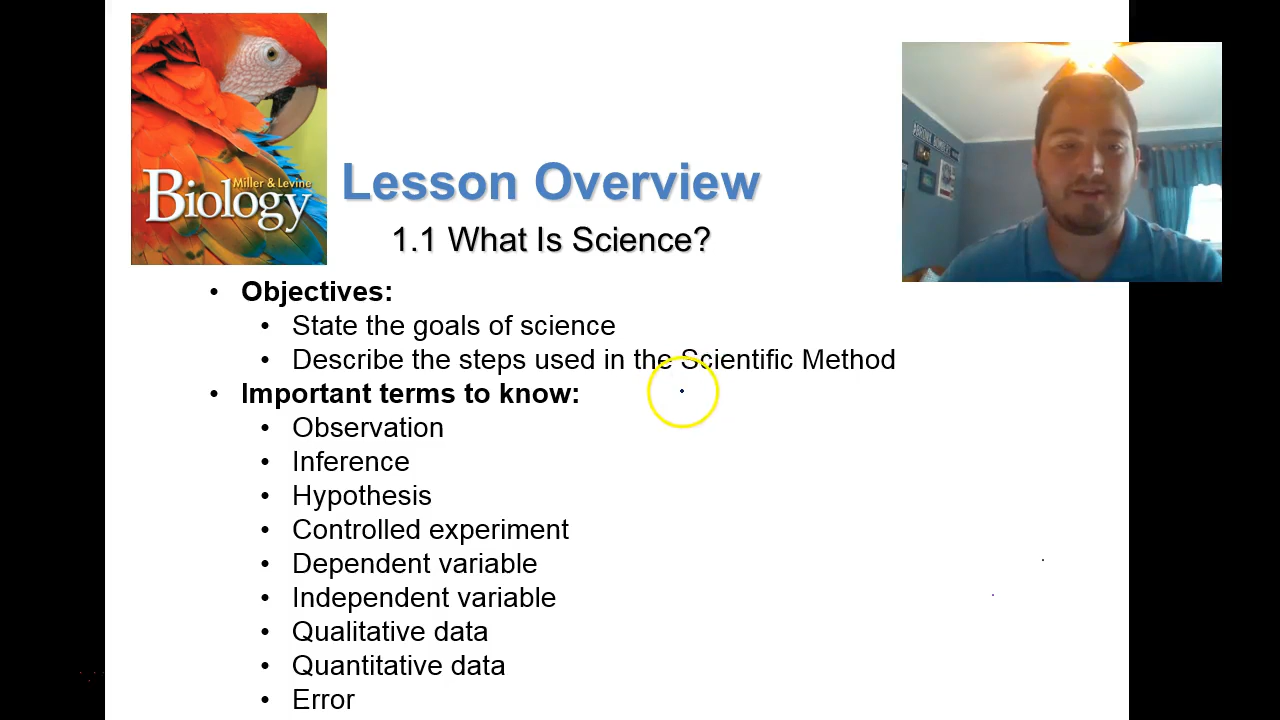 Miller & Levine
Biology
Lesson Overview
1.1 What Is Science?
• Objectives:
• State the goals of science
• Describe the steps used in the Scientific Method
• Important terms to know:
• Observation
• Inference
• Hypothesis
• Controlled experiment
• Dependent variable
• Independent variable
• Qualitative data
• Quantitative data
• Error